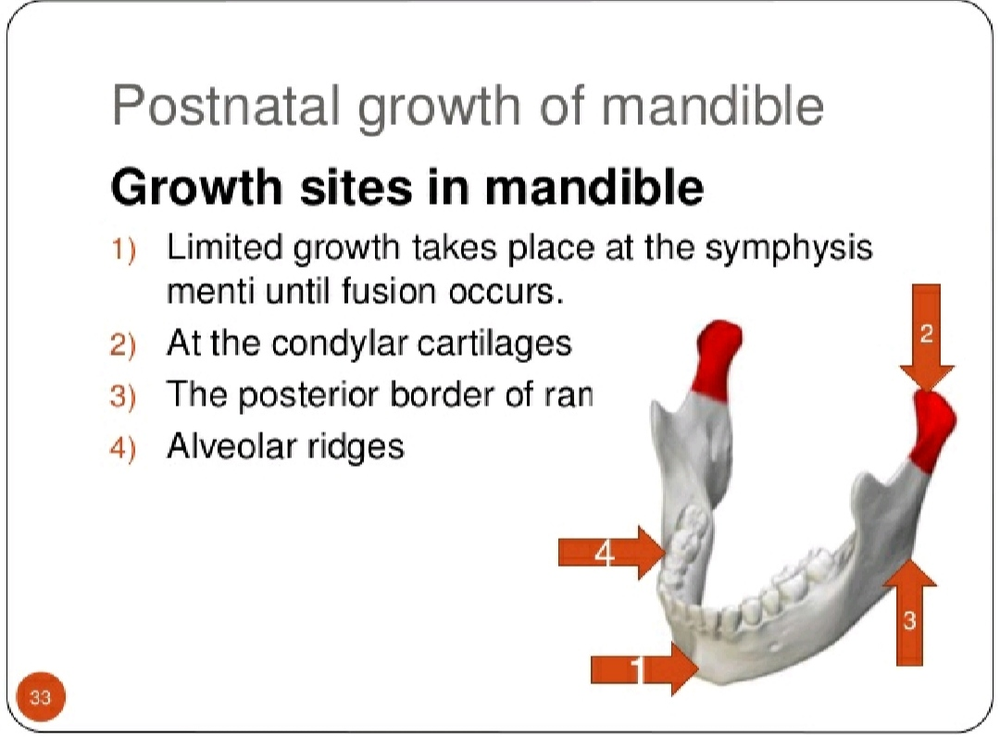 Postnatal growth of mandible
Growth sites in mandible
1) Limited growth takes place at the symphysis
menti until fusion occurs.
2) At the condylar cartilages
3) The posterior border of ran
4) Alveolar ridges
2
4
3
1
33